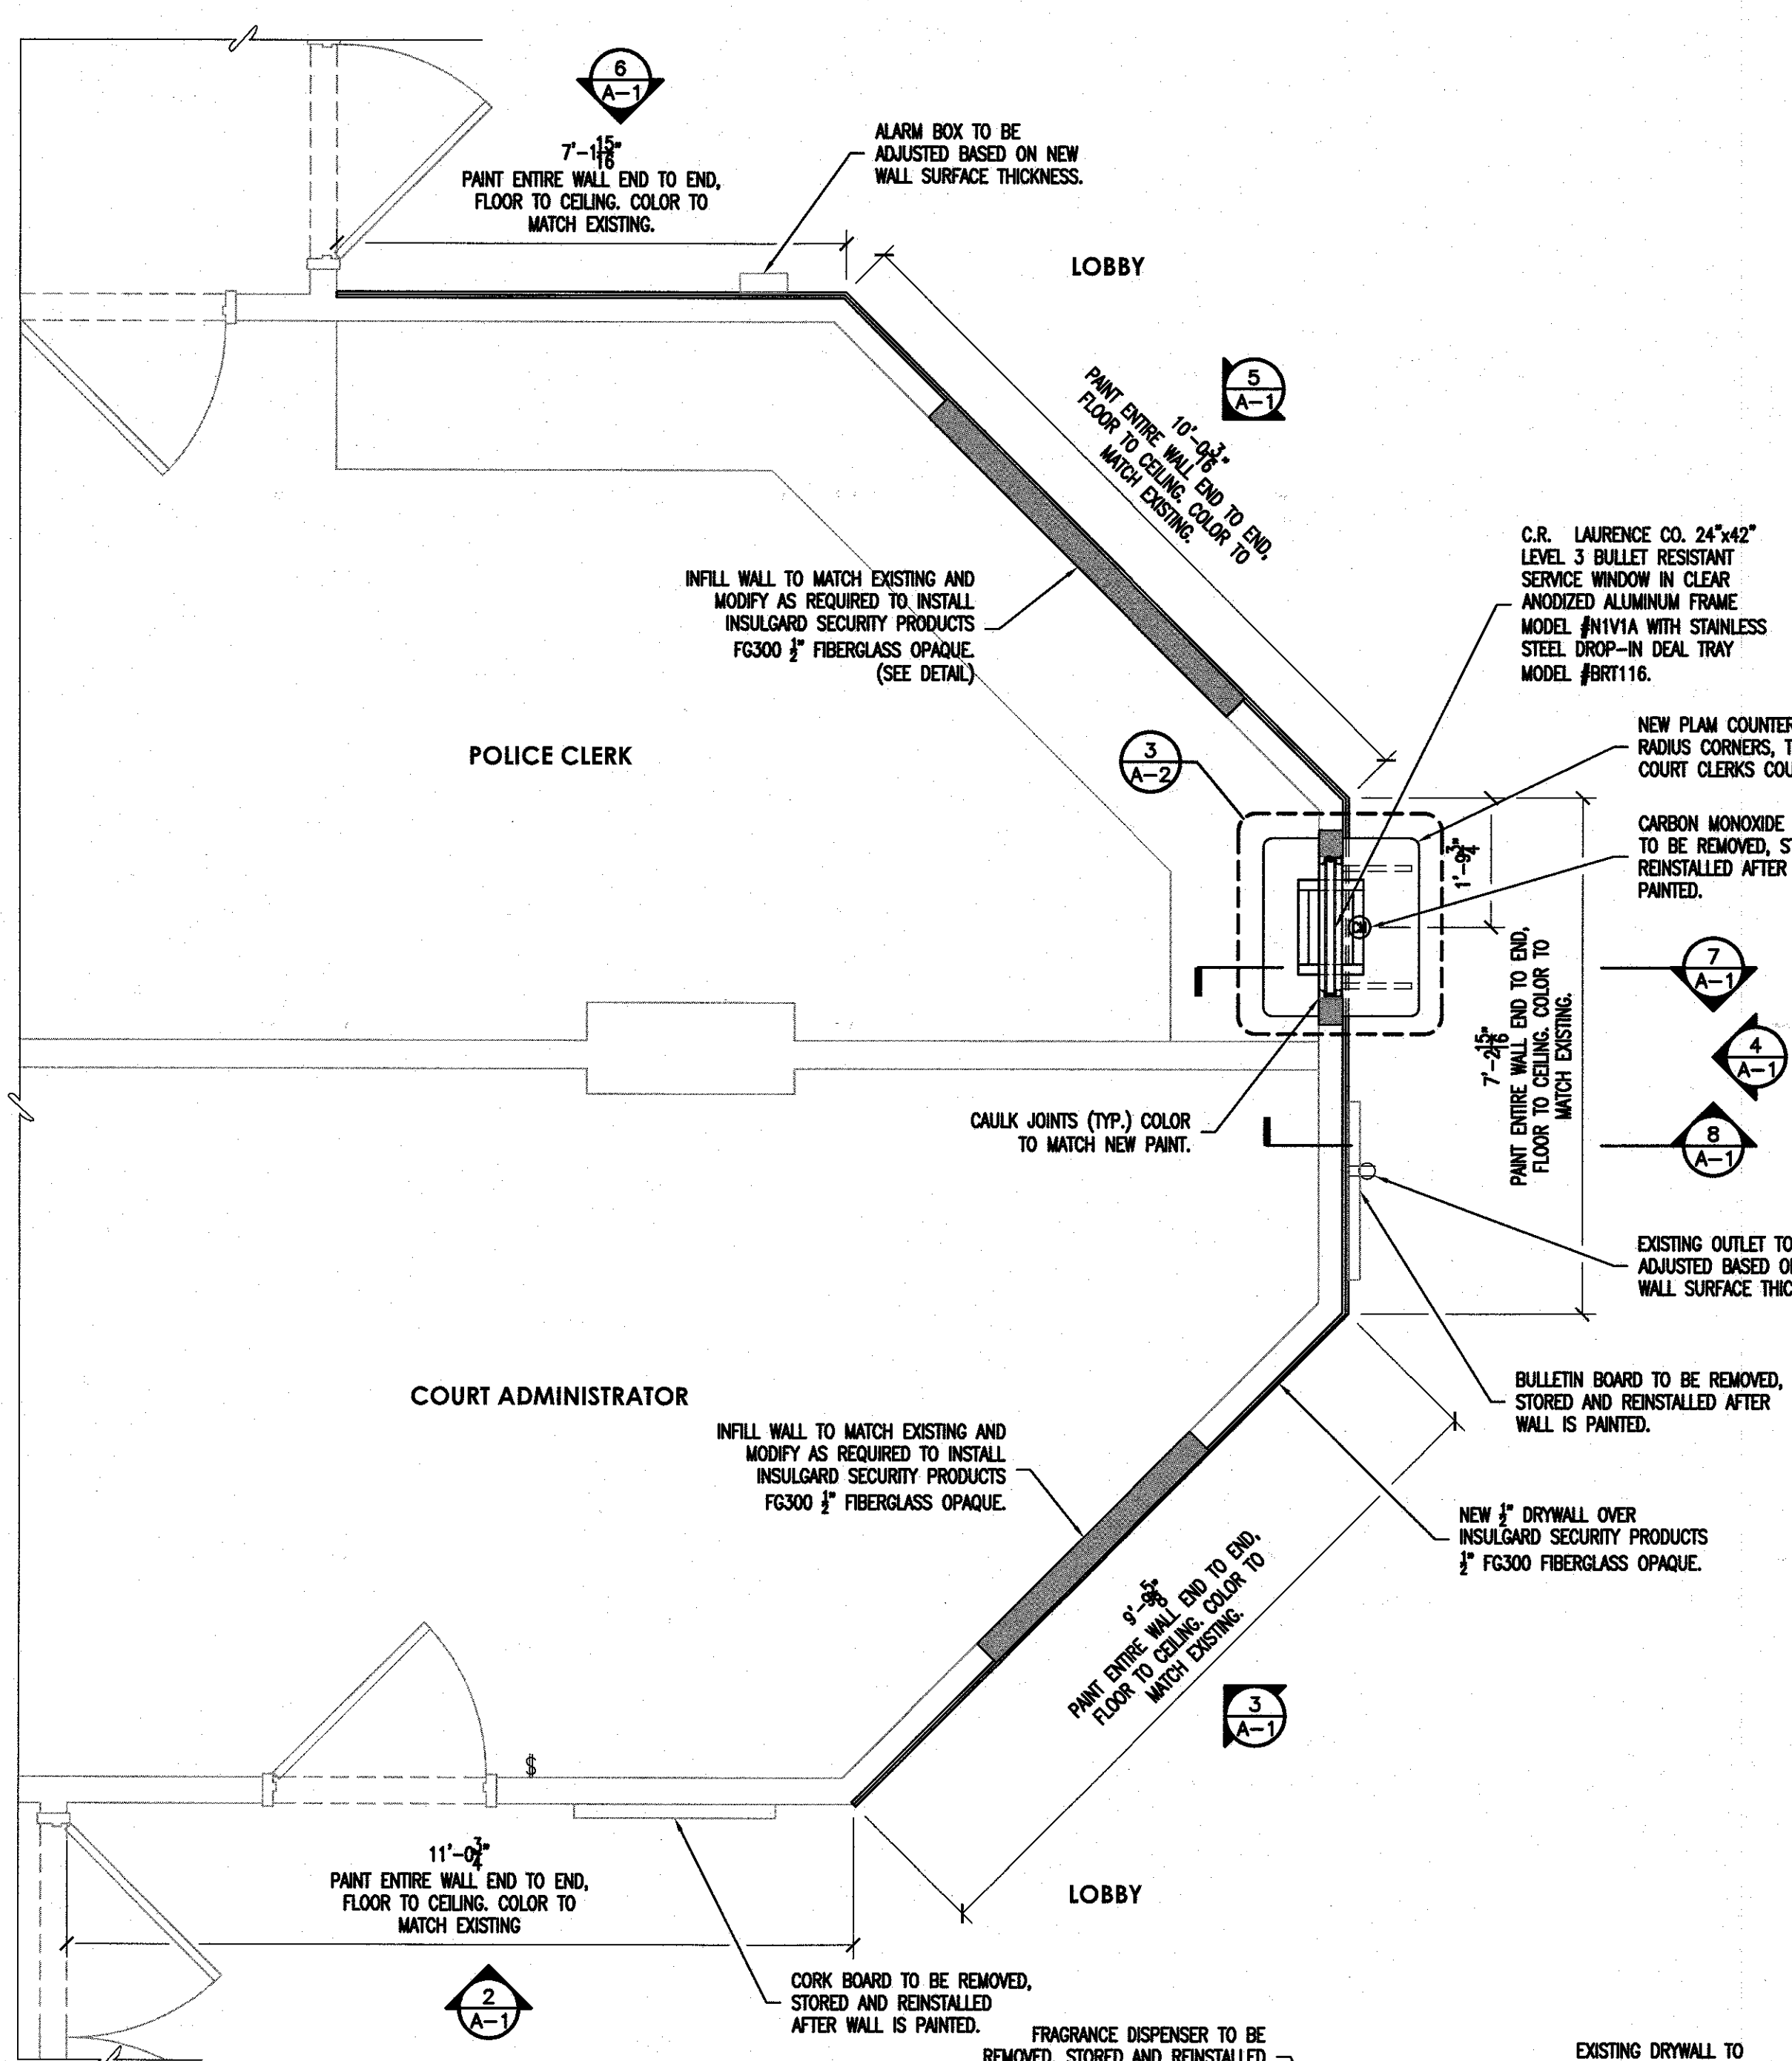 6
A-1
7'-1 15/16"
PAINT ENTIRE WALL END TO END,
FLOOR TO CEILING. COLOR TO
MATCH EXISTING.
ALARM BOX TO BE
ADJUSTED BASED ON NEW
WALL SURFACE THICKNESS.
LOBBY
5
A-1
10'-0 3/16"
PAINT ENTIRE WALL END TO END,
FLOOR TO CEILING. COLOR TO
MATCH EXISTING.
C.R. LAURENCE CO. 24"x42"
LEVEL 3 BULLET RESISTANT
SERVICE WINDOW IN CLEAR
ANODIZED ALUMINUM FRAME
MODEL #N1V1A WITH STAINLESS
STEEL DROP-IN DEAL TRAY
MODEL #BRT116.
INFILL WALL TO MATCH EXISTING AND
MODIFY AS REQUIRED TO INSTALL
INSULGARD SECURITY PRODUCTS
FG300 1/2" FIBERGLASS OPAQUE.
(SEE DETAIL)
POLICE CLERK
3
A-2
NEW PLAM COUNTER
RADIUS CORNERS, T
COURT CLERKS COU
CARBON MONOXIDE
TO BE REMOVED, ST
REINSTALLED AFTER
PAINTED.
1'-9 3/4"
7'-2 15/16"
PAINT ENTIRE WALL END TO END,
FLOOR TO CEILING. COLOR TO
MATCH EXISTING.
7
A-1
4
A-1
8
A-1
CAULK JOINTS (TYP.) COLOR
TO MATCH NEW PAINT.
EXISTING OUTLET TO
ADJUSTED BASED O
WALL SURFACE THIC
BULLETIN BOARD TO BE REMOVED,
STORED AND REINSTALLED AFTER
WALL IS PAINTED.
COURT ADMINISTRATOR
INFILL WALL TO MATCH EXISTING AND
MODIFY AS REQUIRED TO INSTALL
INSULGARD SECURITY PRODUCTS
FG300 1/2" FIBERGLASS OPAQUE.
NEW 1/2" DRYWALL OVER
INSULGARD SECURITY PRODUCTS
1/2" FG300 FIBERGLASS OPAQUE.
9'-9 5/8"
PAINT ENTIRE WALL END TO END,
FLOOR TO CEILING. COLOR TO
MATCH EXISTING.
3
A-1
$
11'-0 3/4"
PAINT ENTIRE WALL END TO END,
FLOOR TO CEILING. COLOR TO
MATCH EXISTING
LOBBY
2
A-1
CORK BOARD TO BE REMOVED,
STORED AND REINSTALLED
AFTER WALL IS PAINTED.
FRAGRANCE DISPENSER TO BE
REMOVED, STORED AND REINSTALLED
EXISTING DRYWALL TO